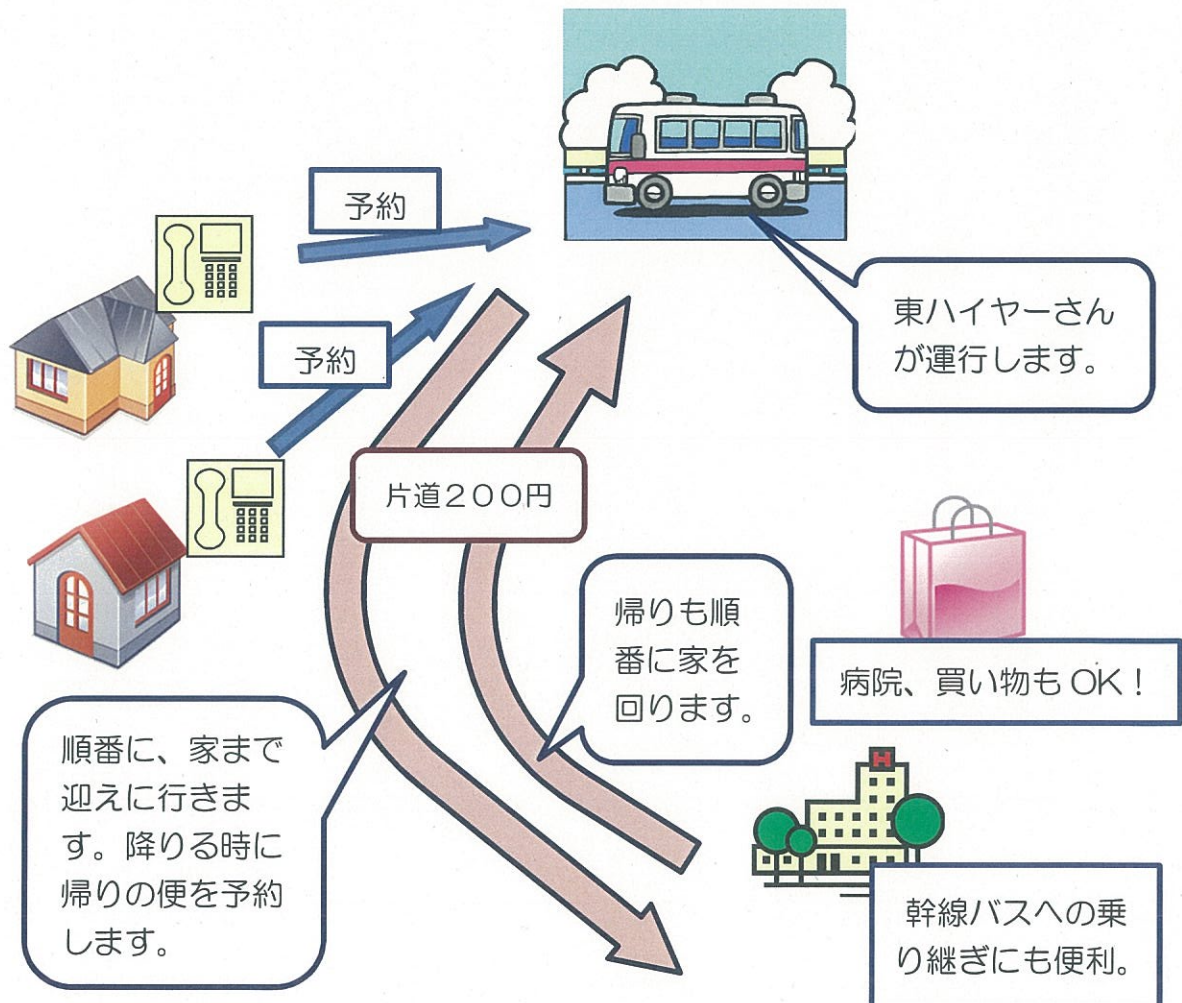 予約
東ハイヤーさん
が運行します。
予約
片道２００円
帰りも順
番に家を
回ります。
病院、買い物も OK！
順番に、家まで
迎えに行きま
す。降りる時に
帰りの便を予約
します。
H
幹線バスへの乗
り継ぎにも便利。